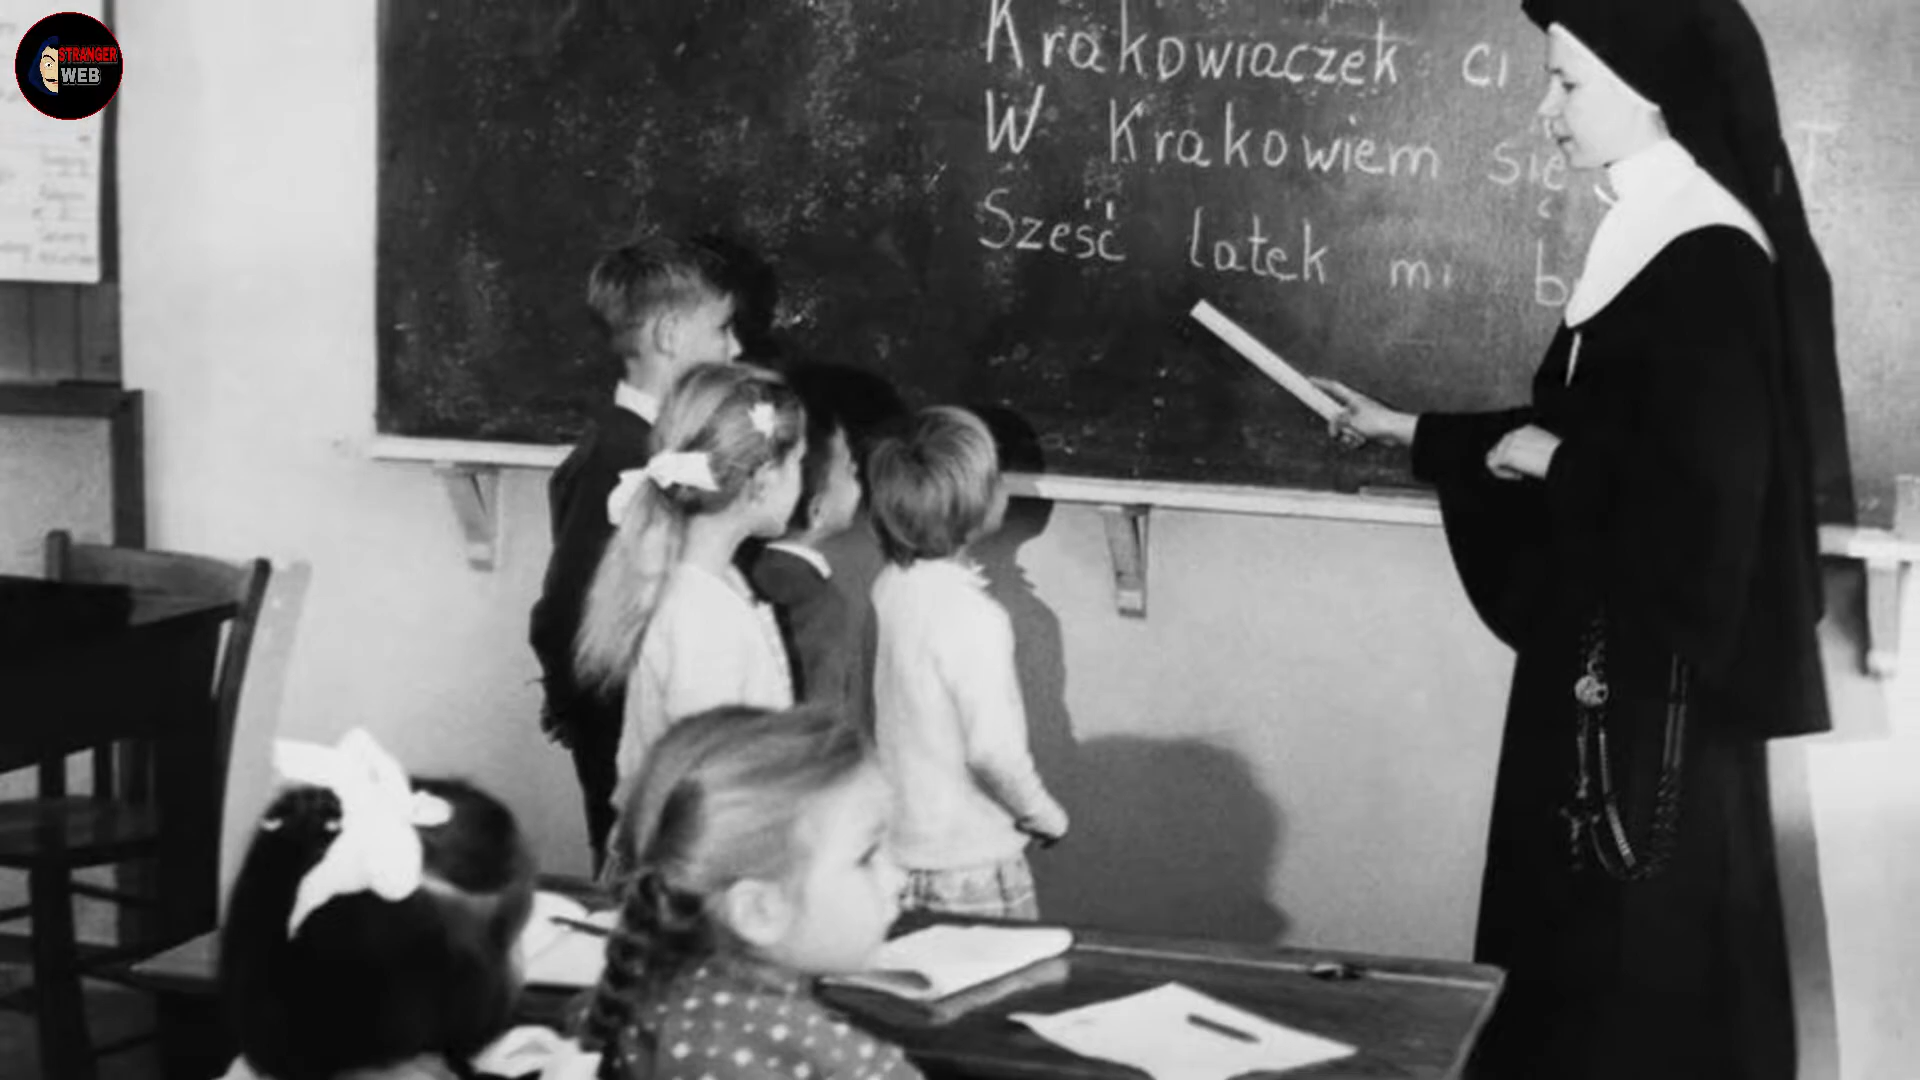 STRANGER
WEB
Krakowiaczek ci
W Krakowiem się
Sześć latek mi